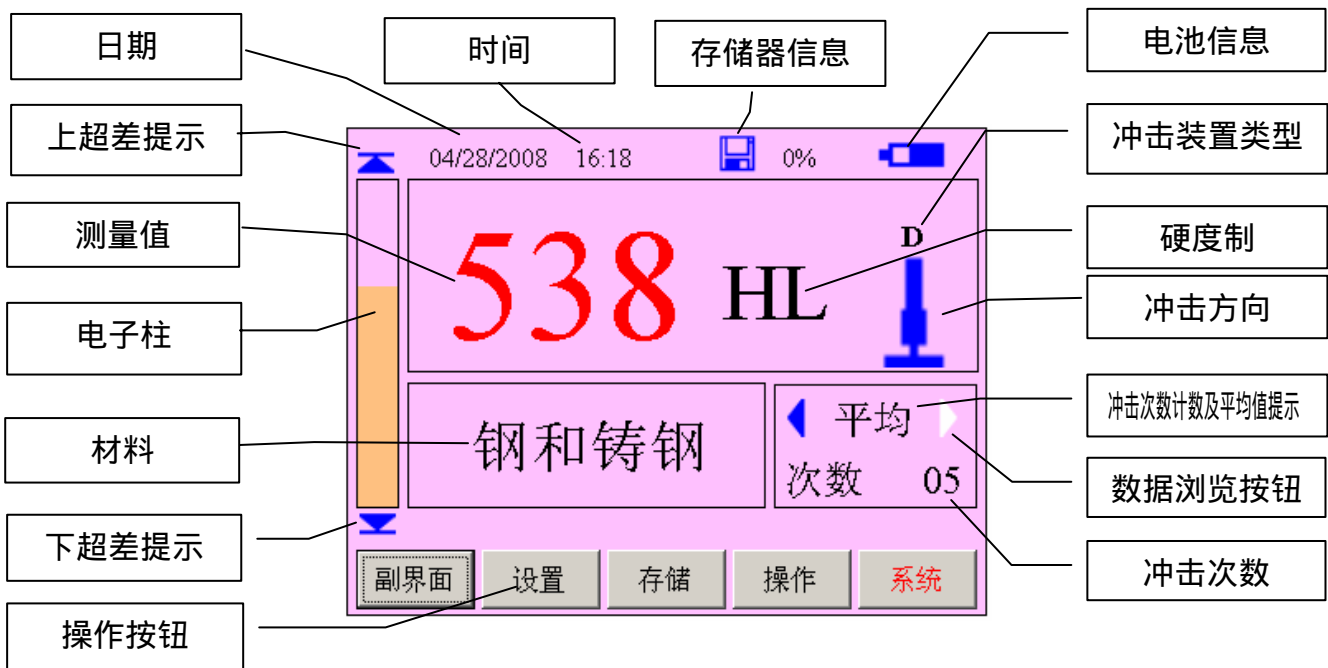 日期
时间
存储器信息
电池信息
上超差提示
冲击装置类型
04/28/2008 16:18 0%
测量值
538 HL
D
硬度制
电子柱
冲击方向
材料
钢和铸钢
平均
冲击次数计数及平均值提示
次数 05
数据浏览按钮
下超差提示
冲击次数
副界面 设置 存储 操作 系统
操作按钮